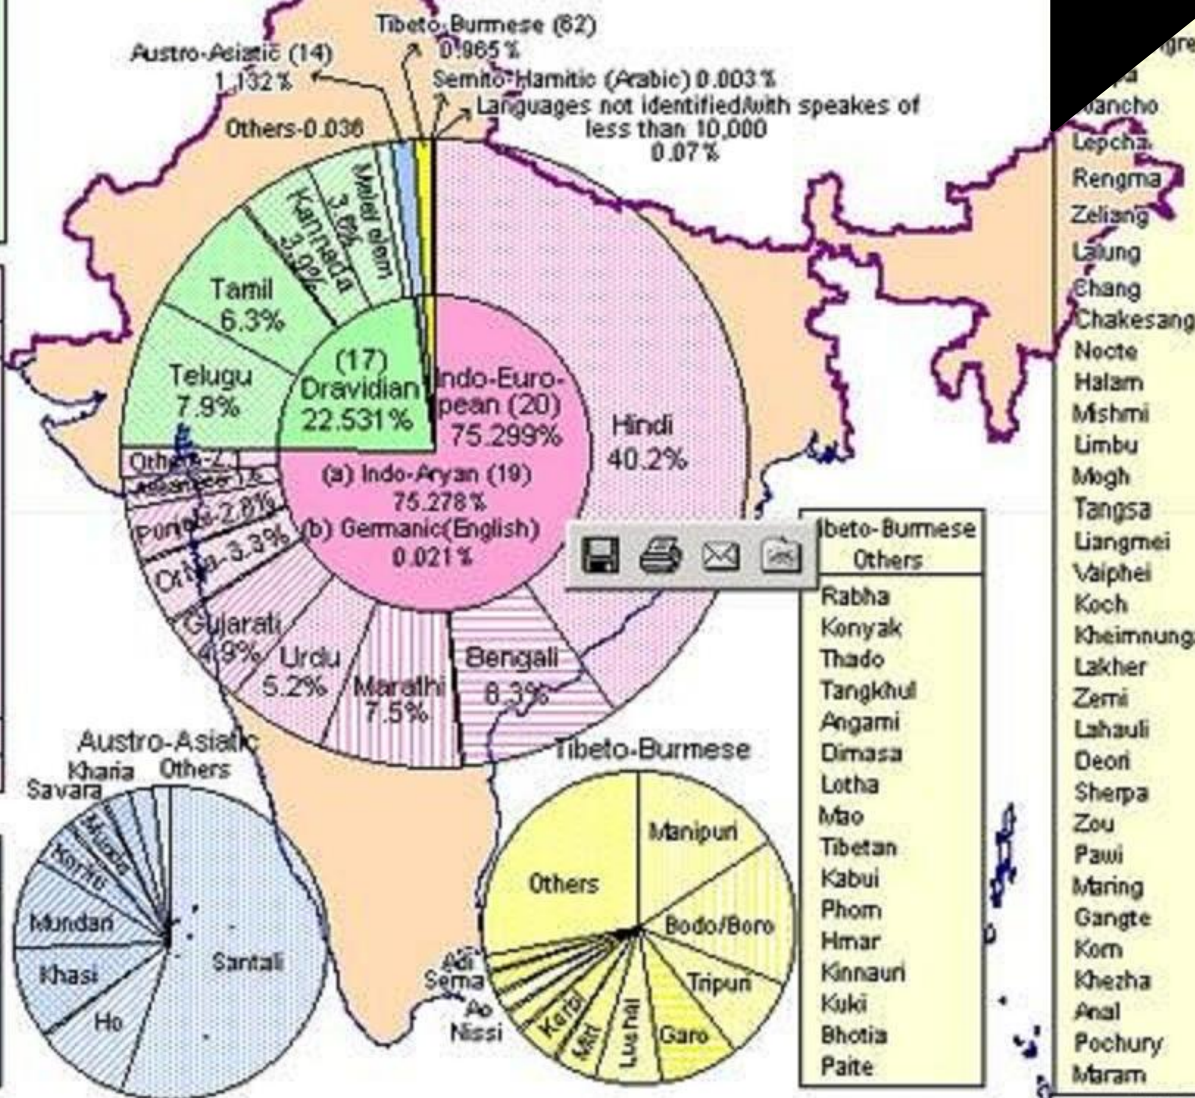 Tibeto-Burmese (62)
0.965%
Austro-Asiatic (14)
1.132%
Semito-Hamitic (Arabic) 0.003%
Languages not identified/with speakes of
less than 10,000
0.07%
Others-0.036
3.6%
Kannada
3.9%
Tamil
6.3%
Telugu
7.9%
(17)
Dravidian
22.531%
Indo-Euro-
pean (20)
75.299%
(a) Indo-Aryan (19)
75.278%
(b) Germanic(English)
0.021%
Hindi
40.2%
Bengali
8.3%
Marathi
7.5%
Urdu
5.2%
Gujarati
4.9%
3.3%
2.8%
Austro-Asiatic
Kharia Others
Savara
Munda
Mundari
Khasi
Ho
Santali
Tibeto-Burmese
Others
Manipuri
Bodo/Boro
Tripuri
Garo
Lushai
Miri
Karbi
Nissi
Ao
Sema
Adi
Burmese
Others
Rabha
Konyak
Thado
Tangkhul
Angami
Dimasa
Lotha
Mao
Tibetan
Kabui
Phom
Hmar
Kinnauri
Kuki
Bhotia
Paite
Lepcha
Rengma
Zeliang
Lalung
Chang
Chakesang
Nocte
Halam
Mishmi
Limbu
Mogh
Tangsa
Liangmei
Vaiphei
Koch
Kheimnung
Lakher
Zemi
Lahauli
Deori
Sherpa
Zou
Pawi
Maring
Gangte
Kom
Khezha
Anal
Pochury
Maram